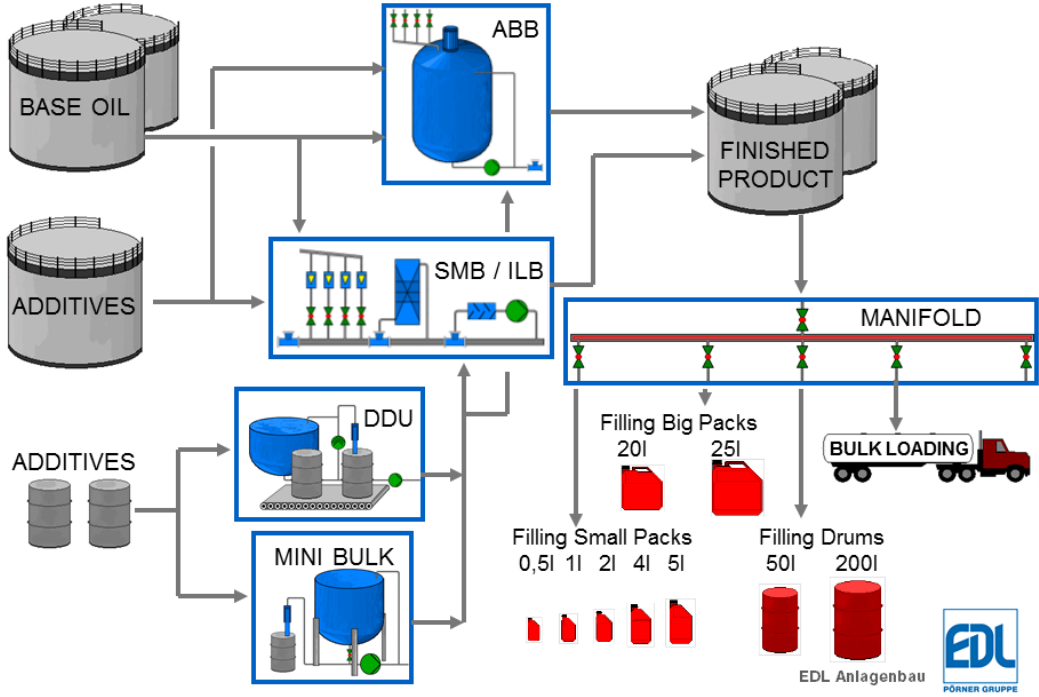 ABB
BASE OIL
FINISHED
PRODUCT
SMB / ILB
ADDITIVES
MANIFOLD
DDU
Filling Big Packs
20l 25l
BULK LOADING
ADDITIVES
Filling Small Packs
0,5l 1l 2l 4l 5l
Filling Drums
50l 200l
MINI BULK
EDL
EDL Anlagenbau
PÖRNER GRUPPE